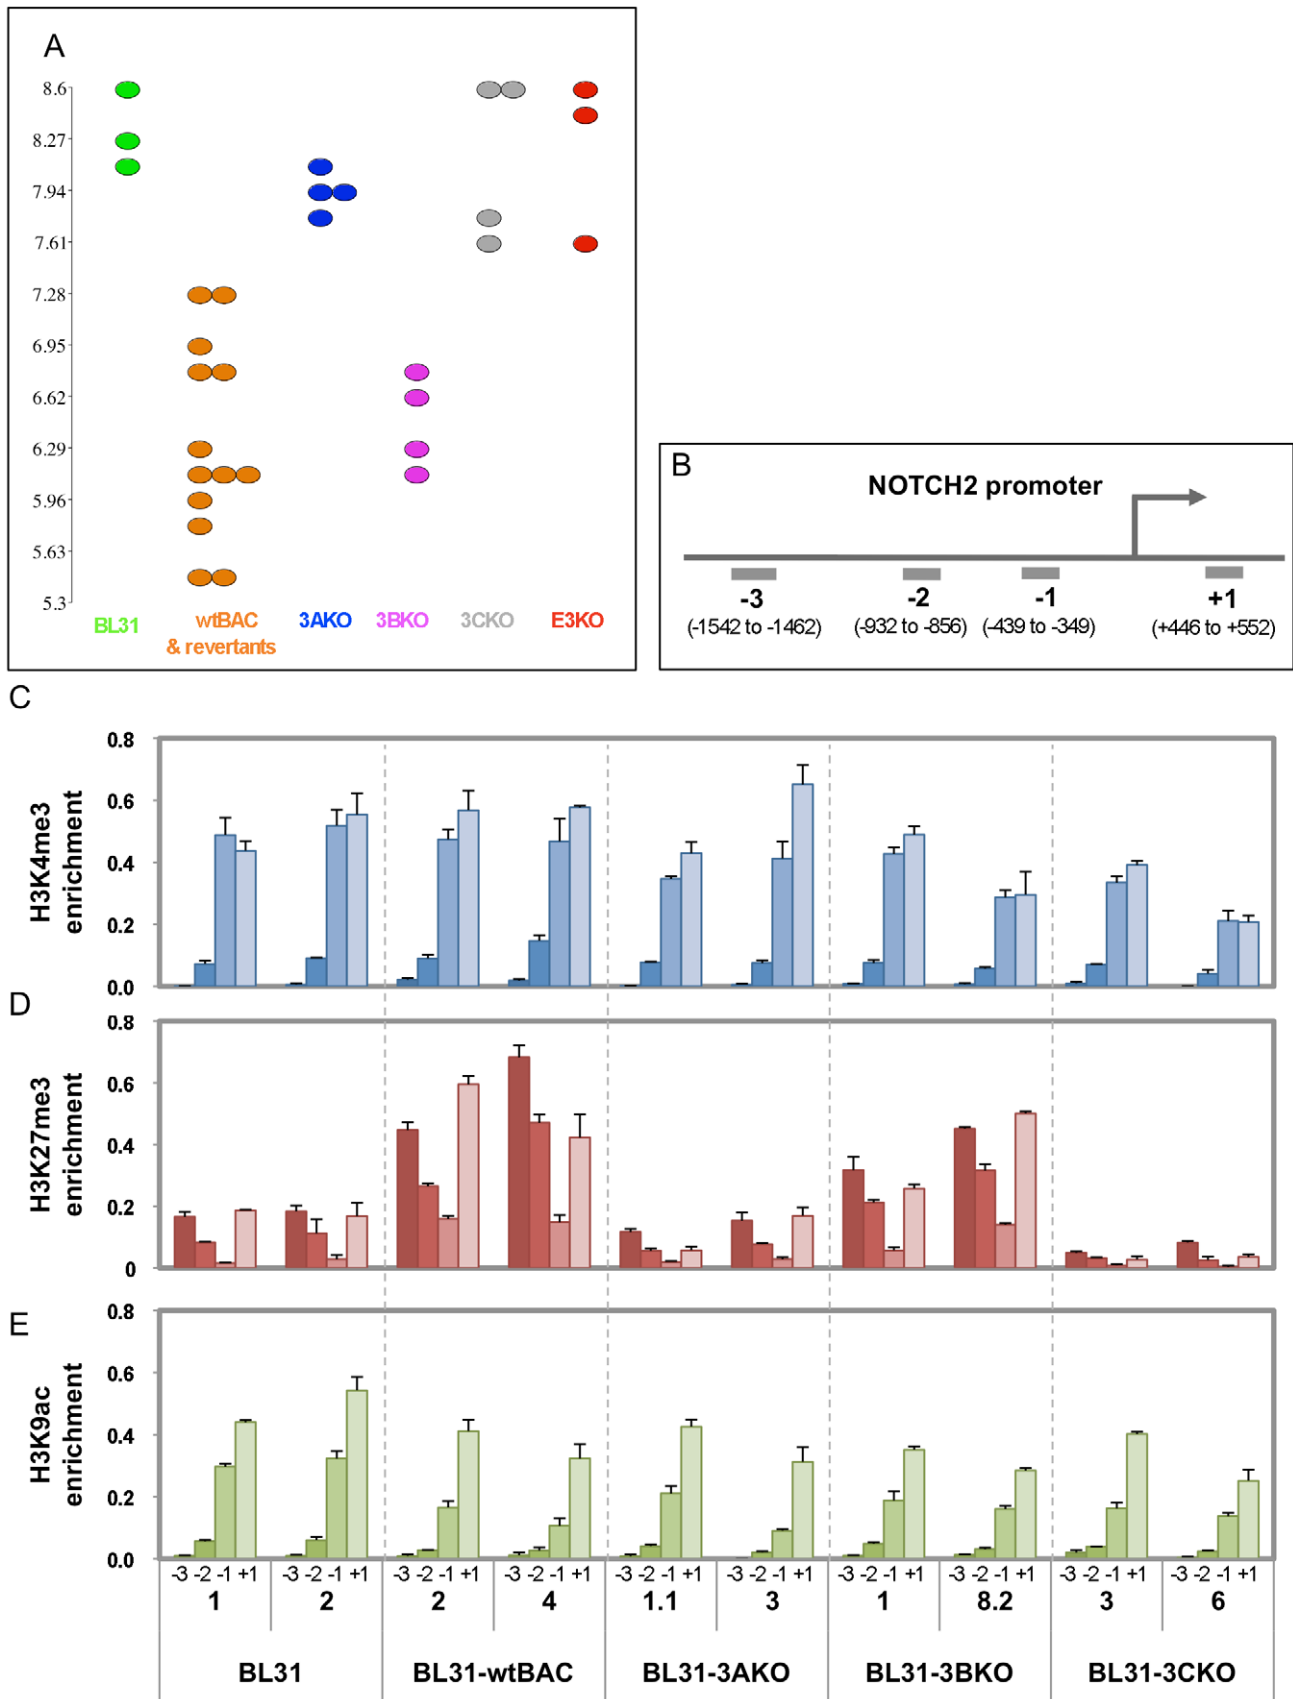 A
8.6
8.27
7.94
7.61
7.28
6.95
6.62
6.29
5.96
5.63
5.3
BL31 wtBAC & revertants 3AKO 3BKO 3CKO E3KO
B
NOTCH2 promoter
-3 -2 -1 +1
(-1542 to -1462) (-932 to -856) (-439 to -349) (+446 to +552)
C
H3K4me3 enrichment
0.8
0.6
0.4
0.2
0.0
D
H3K27me3 enrichment
0.8
0.6
0.4
0.2
0
E
H3K9ac enrichment
0.8
0.6
0.4
0.2
0.0
-3 -2 -1 +1 -3 -2 -1 +1 -3 -2 -1 +1 -3 -2 -1 +1 -3 -2 -1 +1 -3 -2 -1 +1 -3 -2 -1 +1 -3 -2 -1 +1 -3 -2 -1 +1 -3 -2 -1 +1
1 2 2 4 1.1 3 1 8.2 3 6
BL31 BL31-wtBAC BL31-3AKO BL31-3BKO BL31-3CKO